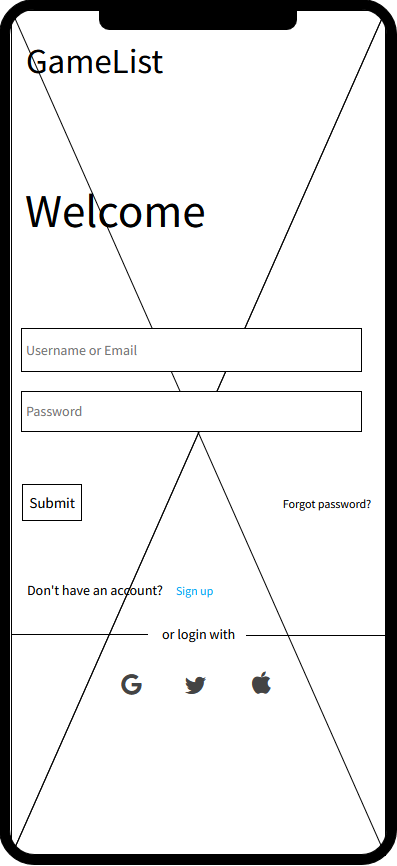 GameList
Welcome
Username or Email
Password
Submit
Forgot password?
Don't have an account? Sign up
or login with